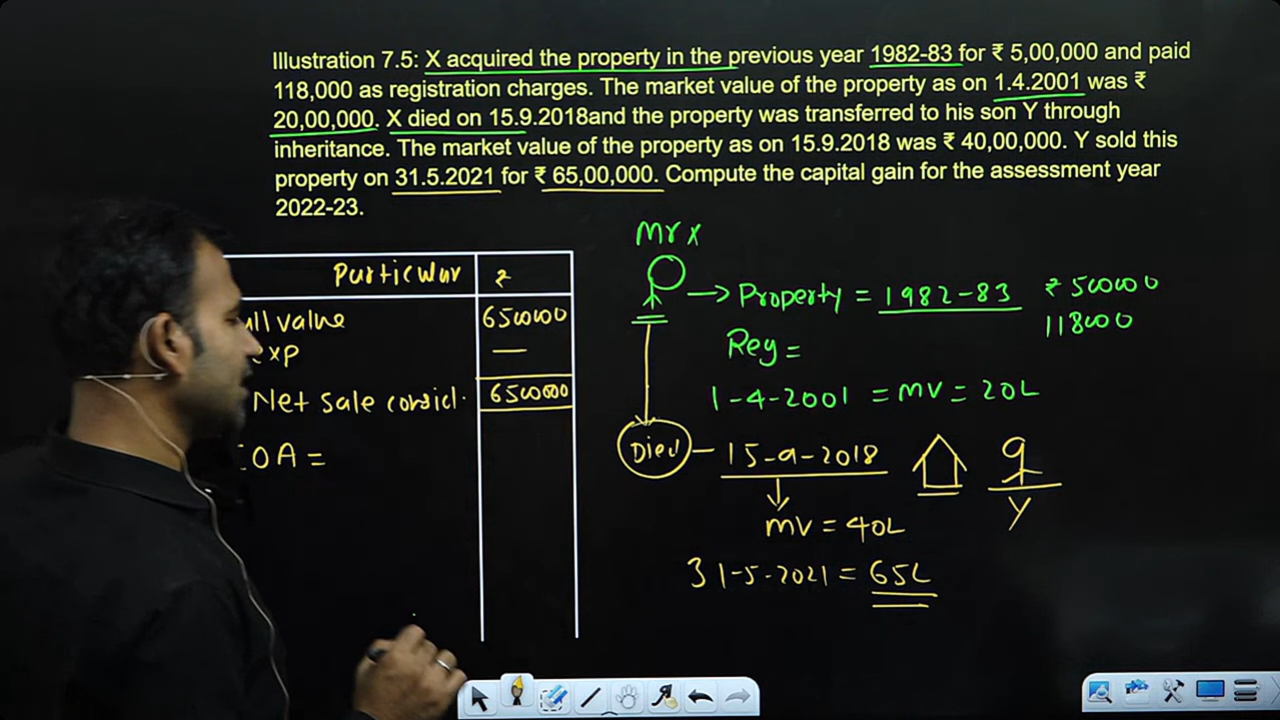 Illustration 7.5: X acquired the property in the previous year 1982-83 for ₹ 5,00,000 and paid
118,000 as registration charges. The market value of the property as on 1.4.2001 was ₹
20,00,000. X died on 15.9.2018and the property was transferred to his son Y through
inheritance. The market value of the property as on 15.9.2018 was ₹ 40,00,000. Y sold this
property on 31.5.2021 for ₹ 65,00,000. Compute the capital gain for the assessment year
2022-23.
Particular ₹
ull value 6500000
exp —
Net sale consid. 6500000
OA =
Mr X
→ Property = 1982-83 ₹ 500000
118000
Reg =
1-4-2001 = MV = 20L
Died - 15-9-2018
Y
MV = 40L
31-5-2021 = 65L